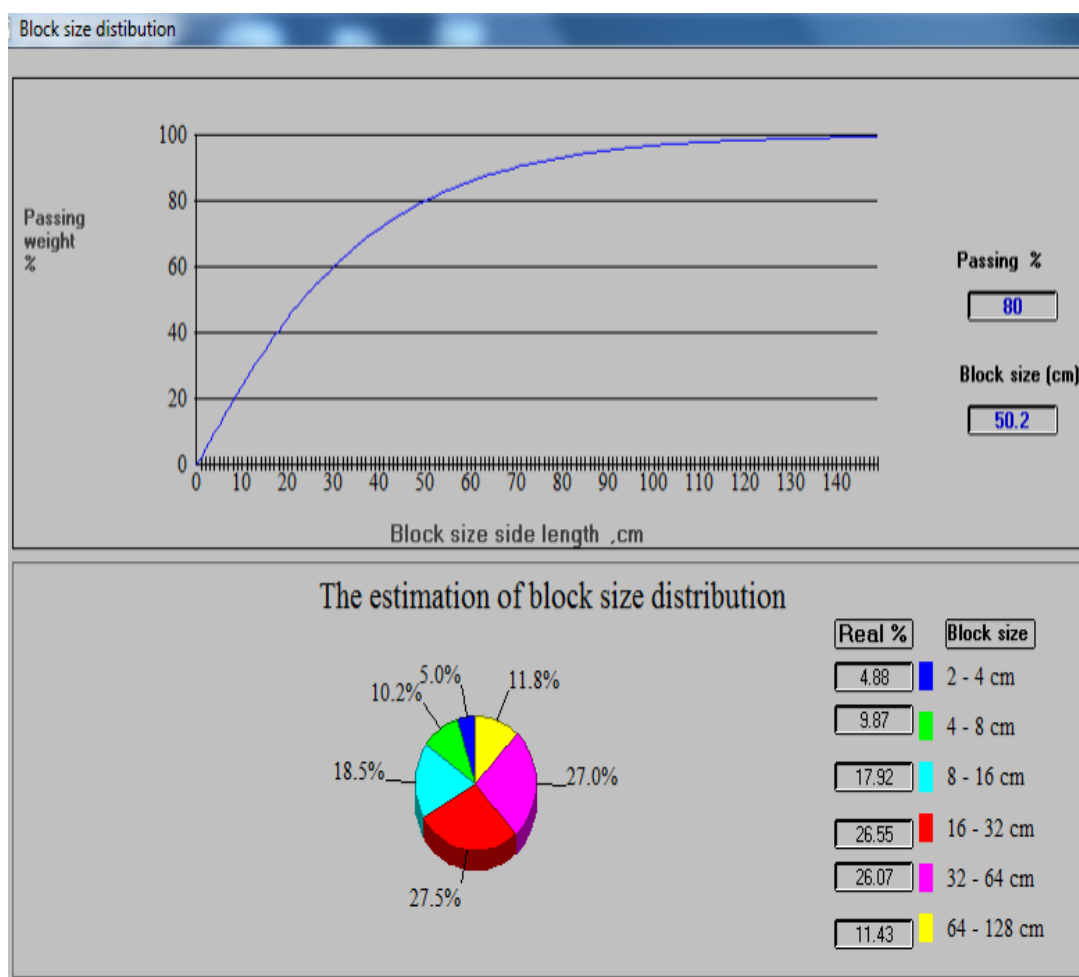 Block size distibution
100
80
60
40
20
0
Passing
weight
%
0 10 20 30 40 50 60 70 80 90 100 110 120 130 140
Block size side length ,cm
Passing %
80
Block size (cm)
50.2
The estimation of block size distribution
5.0%
11.8%
10.2%
18.5%
27.0%
27.5%
Real % Block size
4.88 2 - 4 cm
9.87 4 - 8 cm
17.92 8 - 16 cm
26.55 16 - 32 cm
26.07 32 - 64 cm
11.43 64 - 128 cm